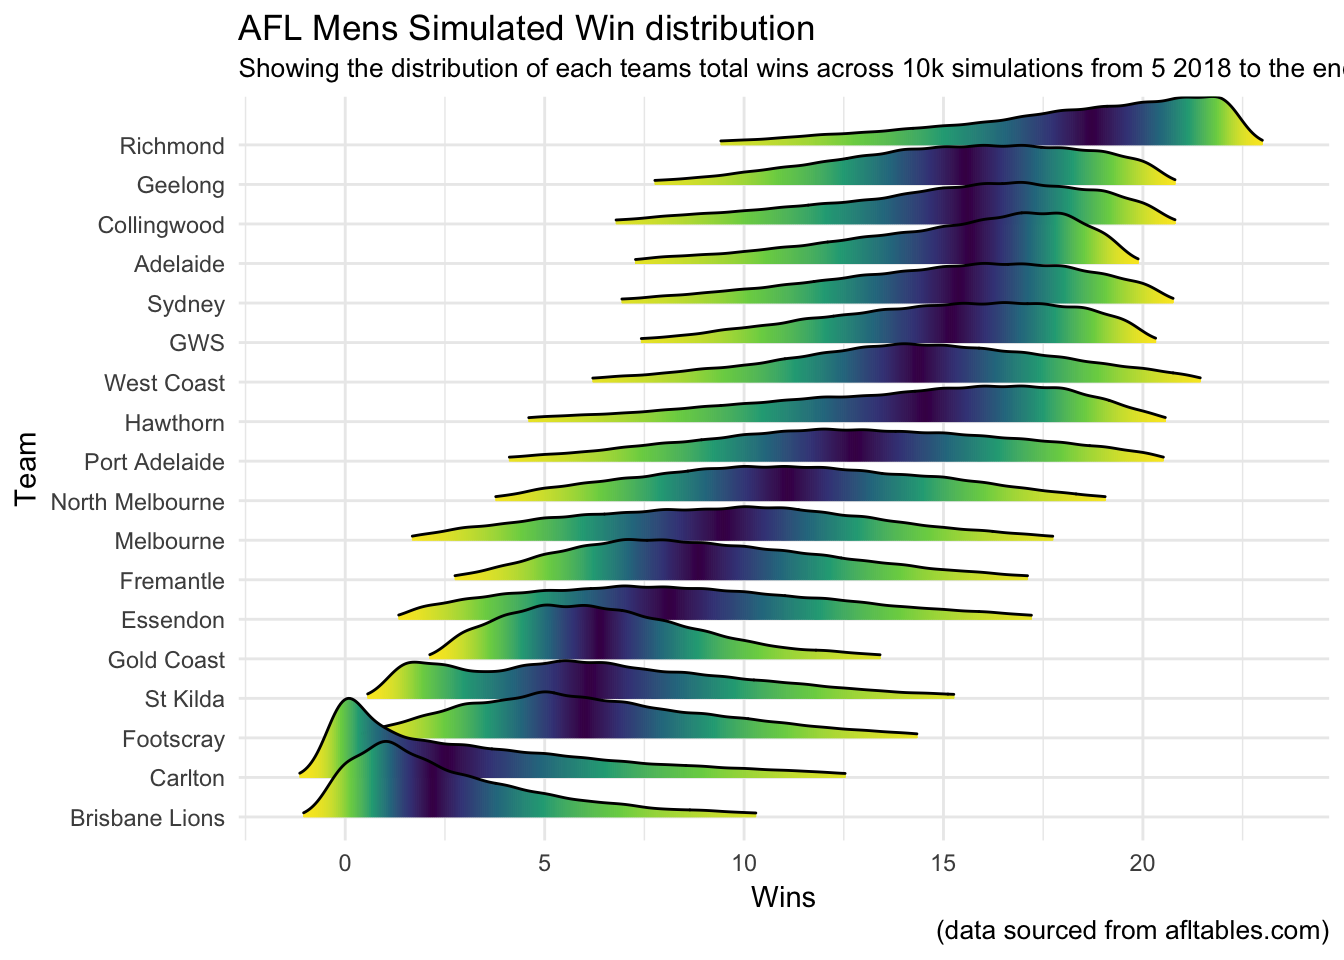 AFL Mens Simulated Win distribution
Showing the distribution of each teams total wins across 10k simulations from 5 2018 to the en
Richmond
Geelong
Collingwood
Adelaide
Sydney
GWS
West Coast
Hawthorn
Port Adelaide
North Melbourne
Melbourne
Fremantle
Essendon
Gold Coast
St Kilda
Footscray
Carlton
Brisbane Lions
Team
0 5 10 15 20
Wins
(data sourced from afltables.com)